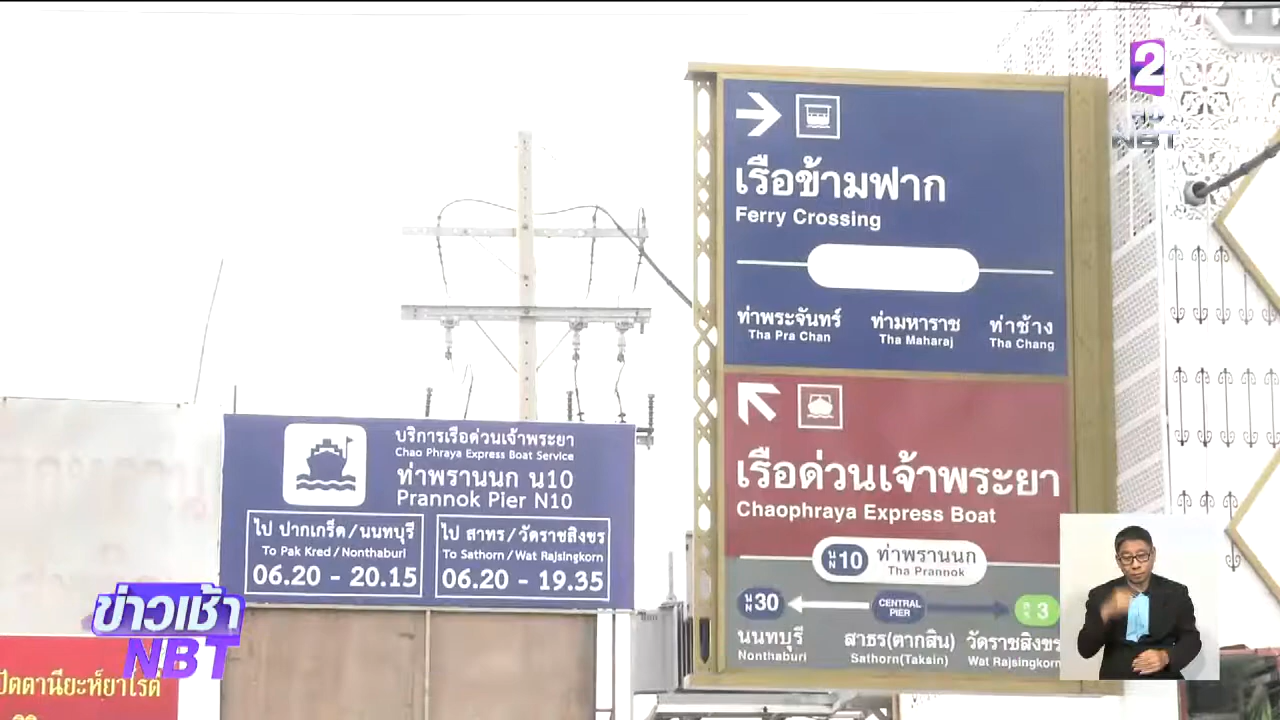 2
NBT
เรือข้ามฟาก
Ferry Crossing
ท่าพระจันทร์
Tha Pra Chan
ท่ามหาราช
Tha Maharaj
ท่าช้าง
Tha Chang
เรือด่วนเจ้าพระยา
Chaophraya Express Boat
น N 10 ท่าพรานนก
Tha Prannok
น N 30
CENTRAL PIER
3
นนทบุรี
Nonthaburi
สาธร(ตากสิน)
Sathorn(Taksin)
วัดราชสิงขร
Wat Rajsingkorn
บริการเรือด่วนเจ้าพระยา
Chao Phraya Express Boat Service
ท่าพรานนก น10
Prannok Pier N10
ไป ปากเกร็ด/นนทบุรี
To Pak Kred/Nonthaburi
06.20 - 20.15
ไป สาทร/วัดราชสิงขร
To Sathorn/Wat Rajsingkorn
06.20 - 19.35
ข่าวเช้า
NBT